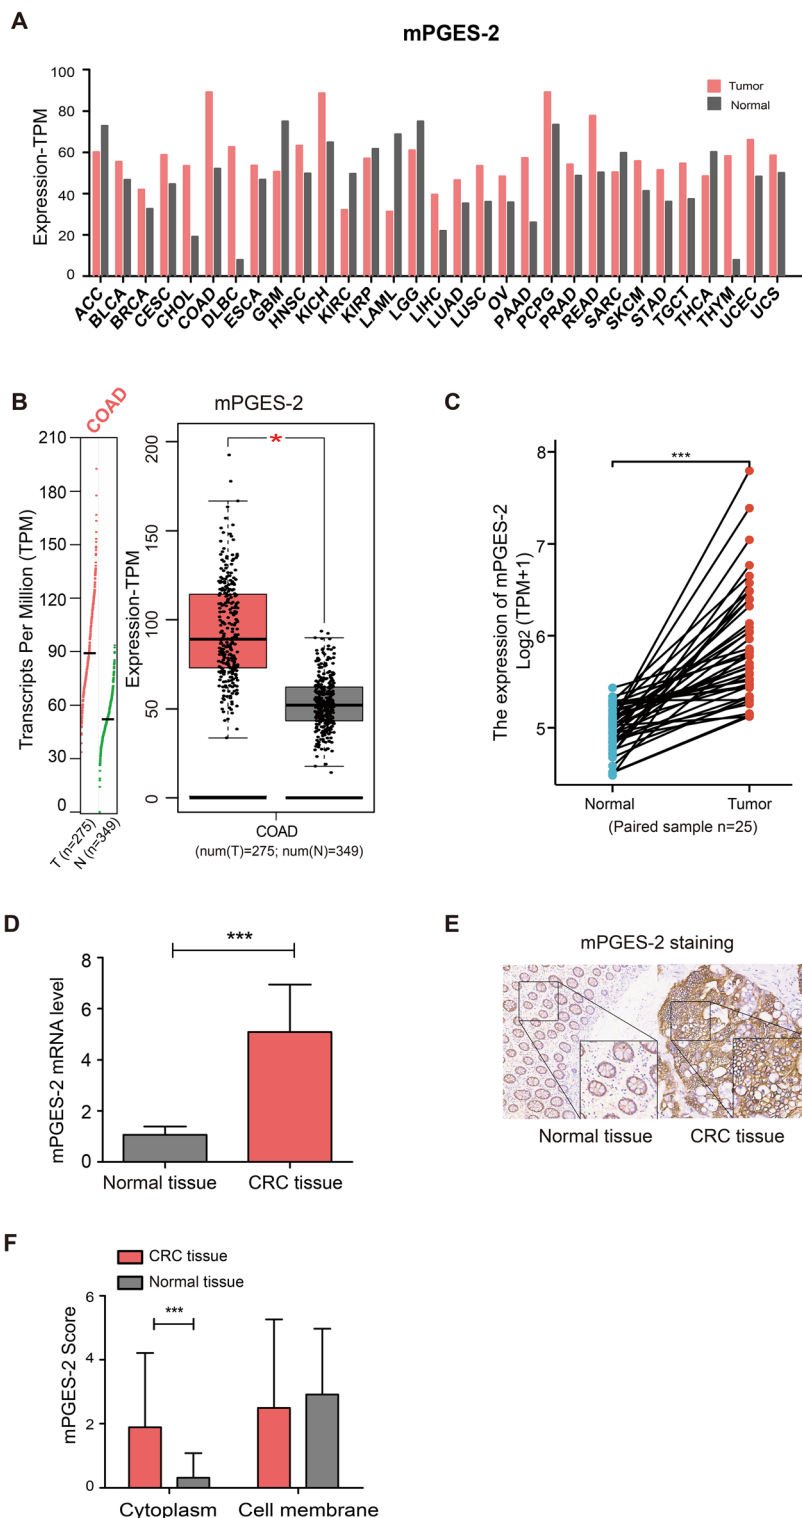 A
mPGES-2
Expression-TPM
100
80
60
40
20
0
Tumor
Normal
ACC
BLCA
BRCA
CESC
CHOL
COAD
DLBC
ESCA
GBM
HNSC
KICH
KIRC
KIRP
LAML
LGG
LIHC
LUAD
LUSC
OV
PAAD
PCPG
PRAD
READ
SARC
SKCM
STAD
TGCT
THCA
THYM
UCEC
UCS
B
COAD
Transcripts Per Million (TPM)
210
180
150
120
90
60
30
0
T (n=275)
N (n=349)
mPGES-2
Expression-TPM
200
150
100
50
0
*
COAD
(num(T)=275; num(N)=349)
C
The expression of mPGES-2
Log2 (TPM+1)
8
7
6
5
***
Normal
Tumor
(Paired sample n=25)
D
mPGES-2 mRNA level
8
6
4
2
0
***
Normal tissue
CRC tissue
E
mPGES-2 staining
Normal tissue
CRC tissue
F
CRC tissue
Normal tissue
mPGES-2 Score
6
4
2
0
***
Cytoplasm
Cell membrane